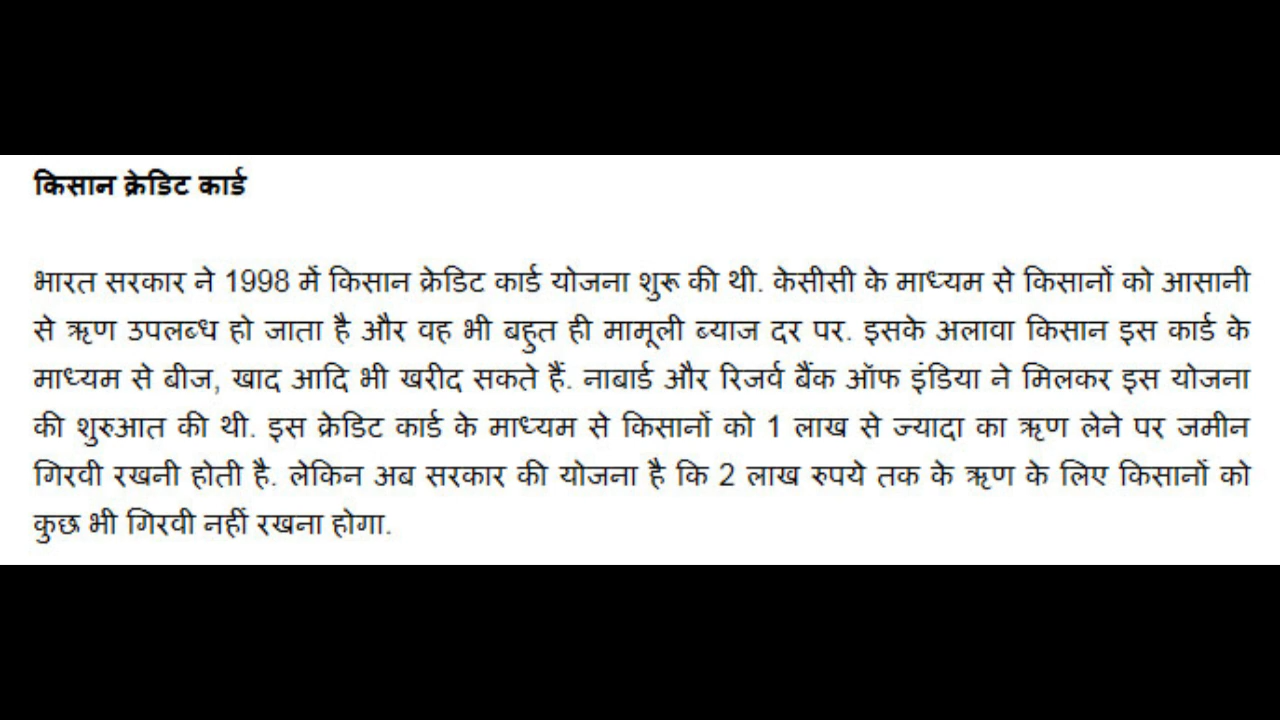 किसान क्रेडिट कार्ड
भारत सरकार ने 1998 में किसान क्रेडिट कार्ड योजना शुरू की थी. केसीसी के माध्यम से किसानों को आसानी
से ऋण उपलब्ध हो जाता है और वह भी बहुत ही मामूली ब्याज दर पर. इसके अलावा किसान इस कार्ड के
माध्यम से बीज, खाद आदि भी खरीद सकते हैं. नाबार्ड और रिजर्व बैंक ऑफ इंडिया ने मिलकर इस योजना
की शुरुआत की थी. इस क्रेडिट कार्ड के माध्यम से किसानों को 1 लाख से ज्यादा का ऋण लेने पर जमीन
गिरवी रखनी होती है. लेकिन अब सरकार की योजना है कि 2 लाख रुपये तक के ऋण के लिए किसानों को
कुछ भी गिरवी नहीं रखना होगा.